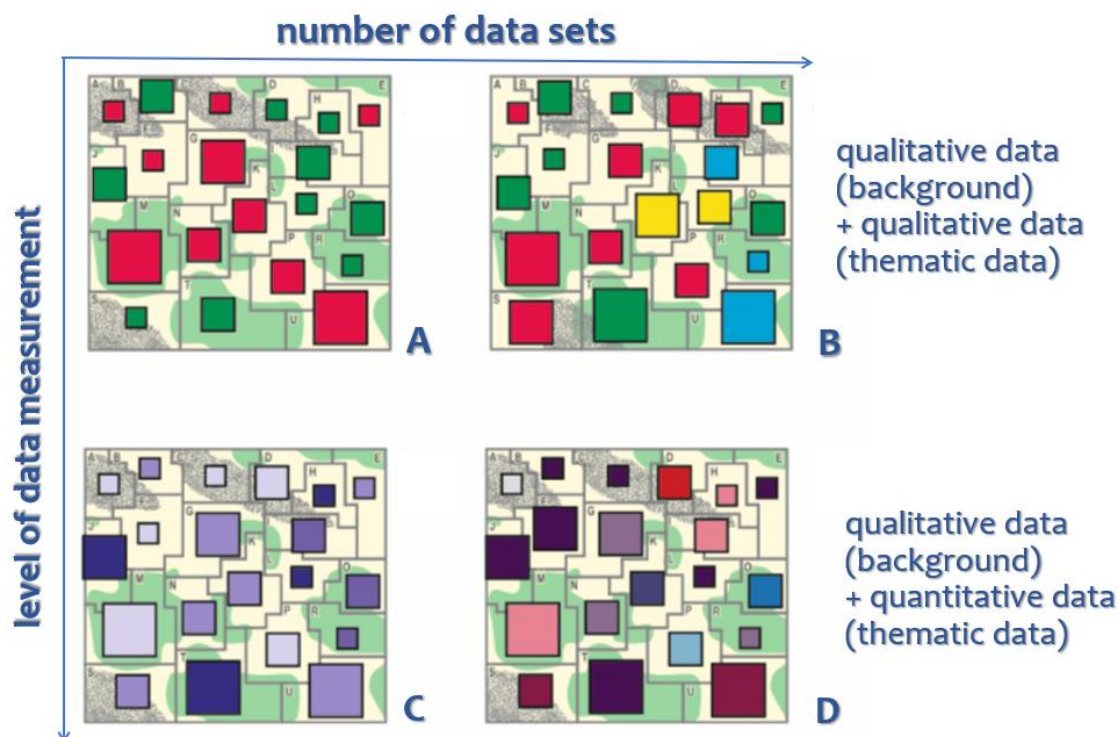 number of data sets
level of data measurement
A B C D E
F H
G
J K
L
M N O
P R
S T
U
A
A B C D E
F H
G
J K
L
M N O
P R
S T
U
B
qualitative data
(background)
+ qualitative data
(thematic data)
A B C D E
F H
G
J K
L
M N O
P R
S T
U
C
A B C D E
F H
G
J K
L
M N O
P R
S T
U
D
qualitative data
(background)
+ quantitative data
(thematic data)